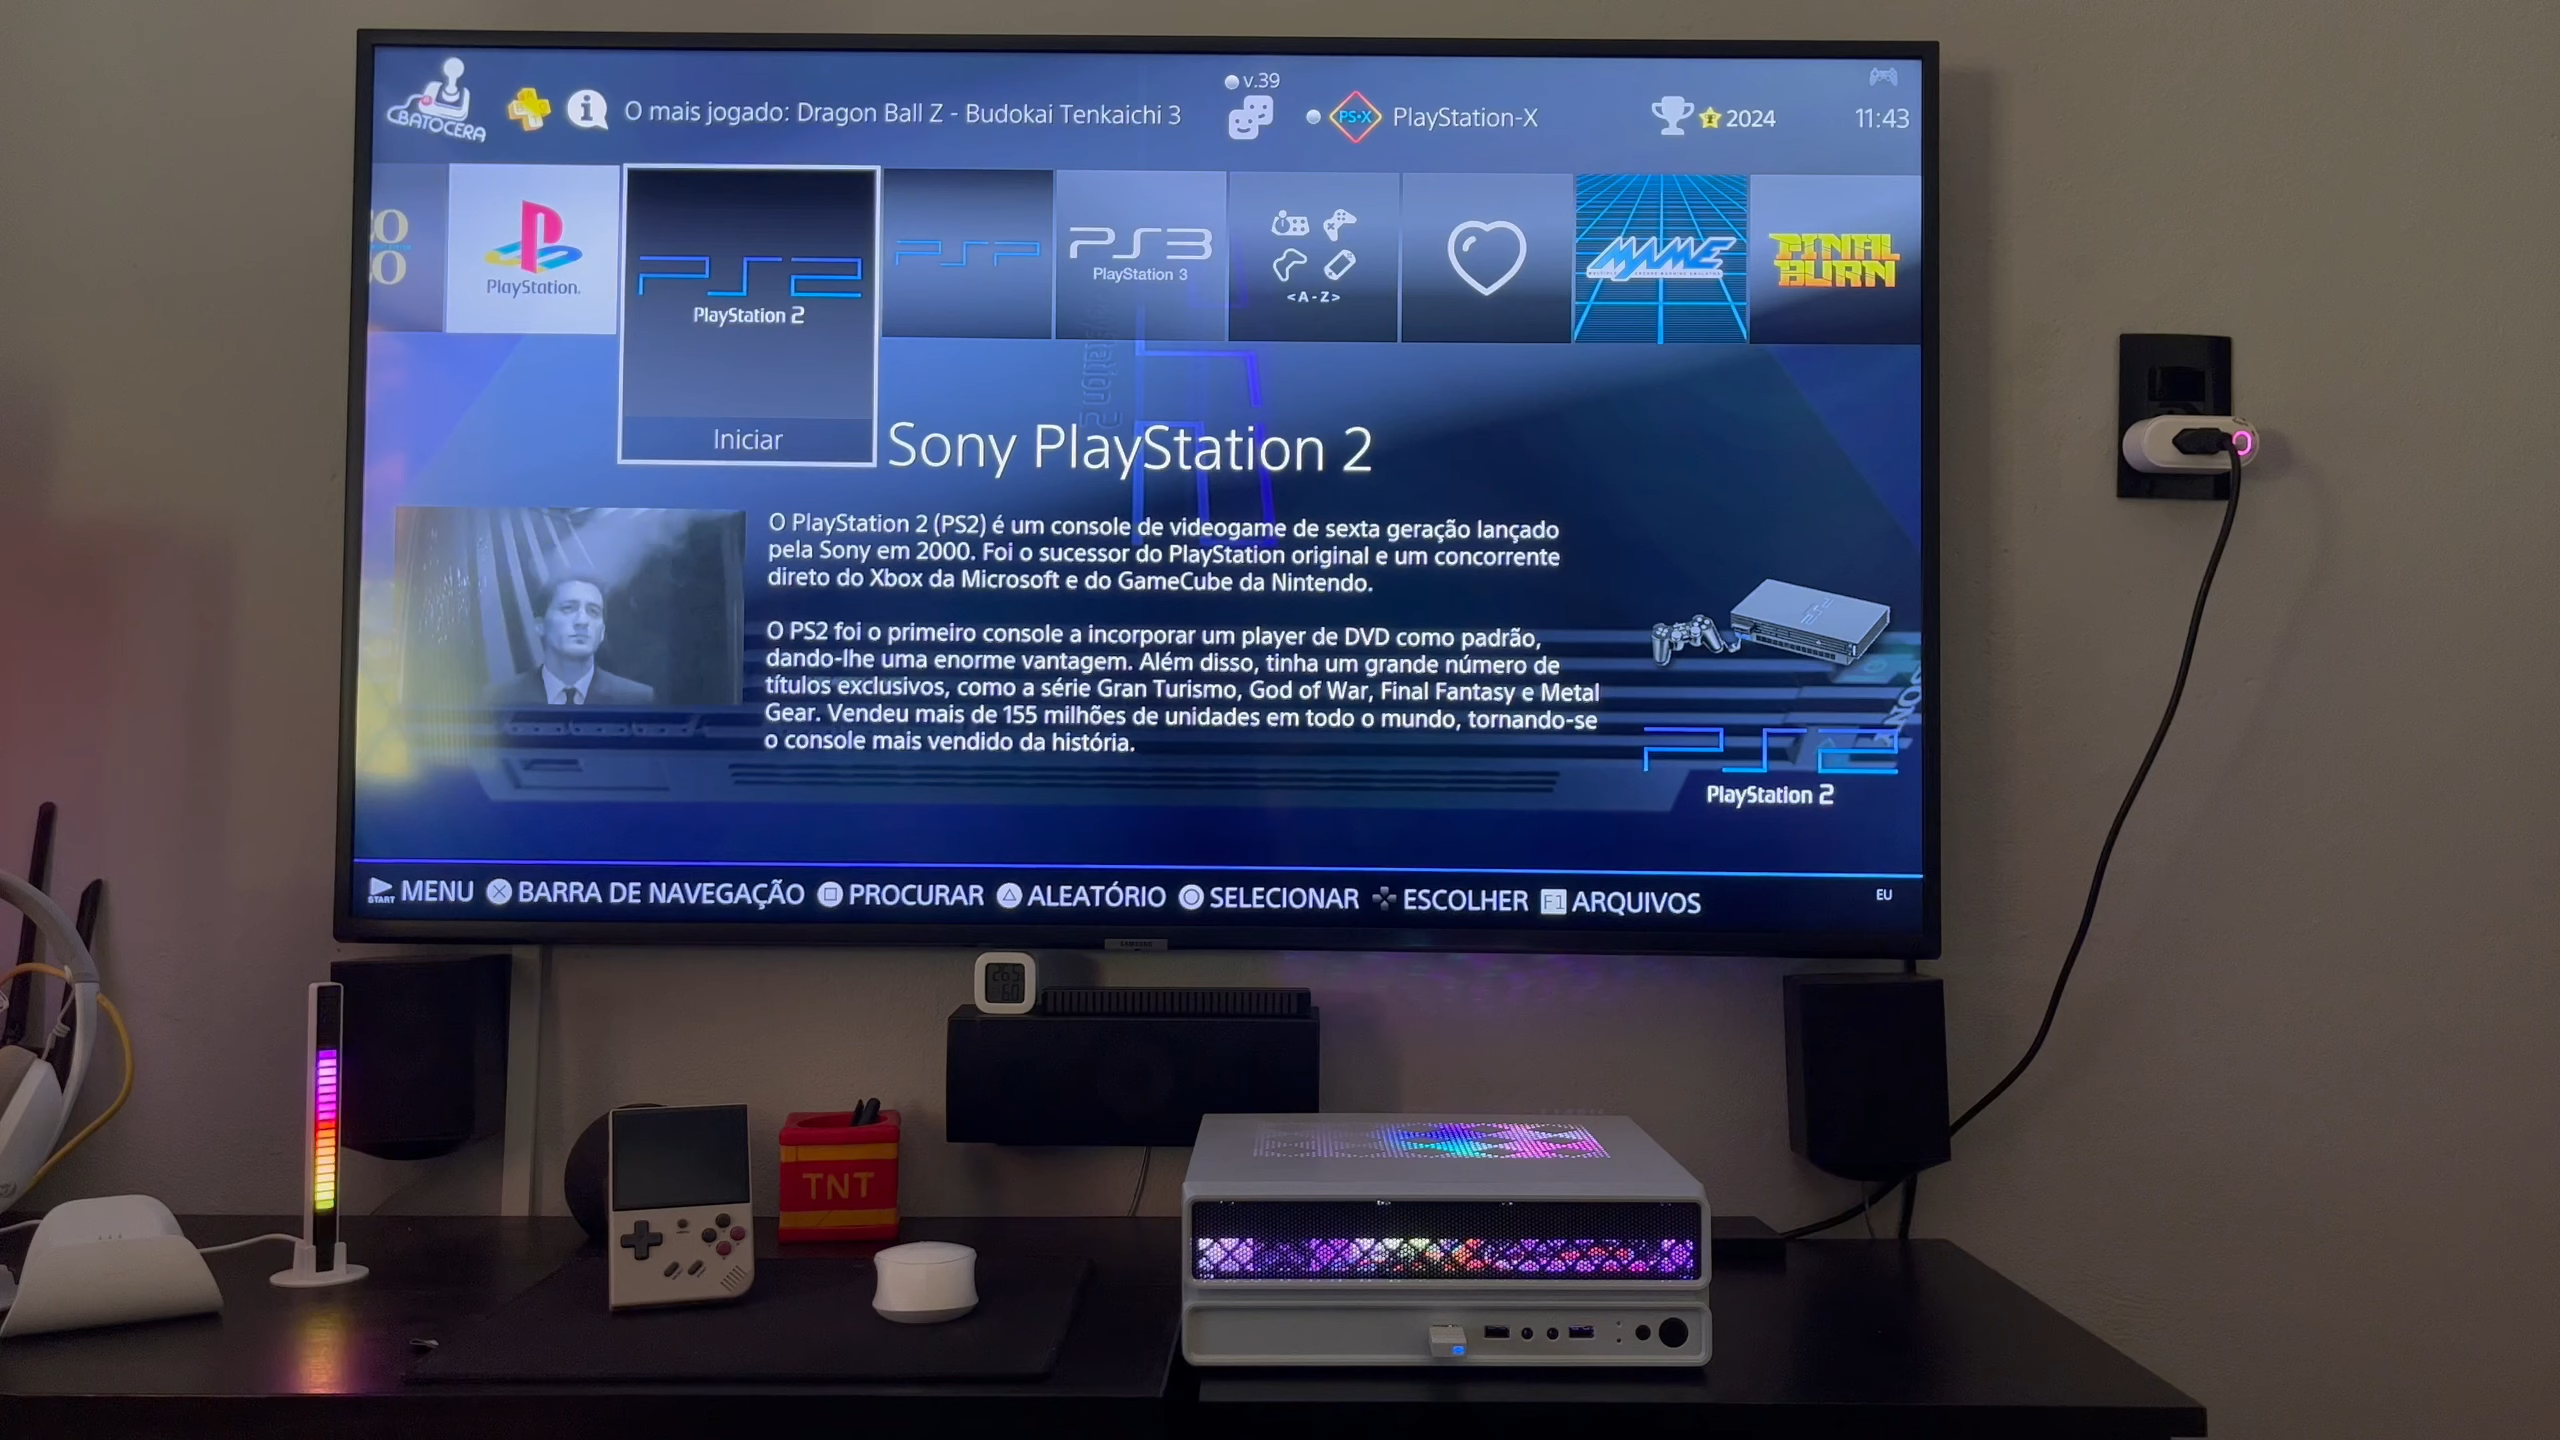 BATOCERA
O mais jogado: Dragon Ball Z - Budokai Tenkaichi 3
v.39
PS-X
PlayStation-X
2024
11:43
PlayStation.
PS2
PlayStation 2
Iniciar
PSP
PS3
PlayStation 3
<A-Z>
MAME
FINAL
BURN
Sony PlayStation 2
O PlayStation 2 (PS2) é um console de videogame de sexta geração lançado
pela Sony em 2000. Foi o sucessor do PlayStation original e um concorrente
direto do Xbox da Microsoft e do GameCube da Nintendo.
O PS2 foi o primeiro console a incorporar um player de DVD como padrão,
dando-lhe uma enorme vantagem. Além disso, tinha um grande número de
títulos exclusivos, como a série Gran Turismo, God of War, Final Fantasy e Metal
Gear. Vendeu mais de 155 milhões de unidades em todo o mundo, tornando-se
o console mais vendido da história.
PS2
PlayStation 2
START MENU BARRA DE NAVEGAÇÃO PROCURAR ALEATÓRIO SELECIONAR ESCOLHER F1 ARQUIVOS
EU
SAMSUNG
TNT